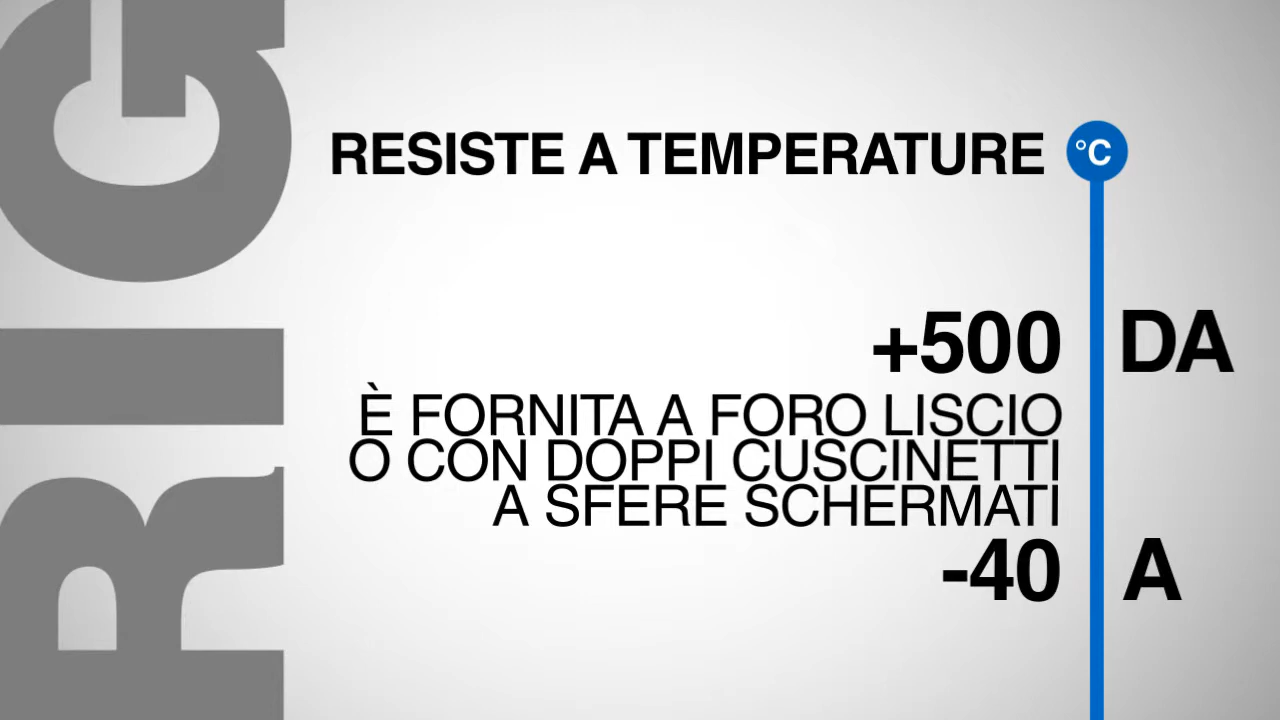 RIG
RESISTE A TEMPERATURE °C
+500 DA
È FORNITA A FORO LISCIO
O CON DOPPI CUSCINETTI
A SFERE SCHERMATI
-40 A